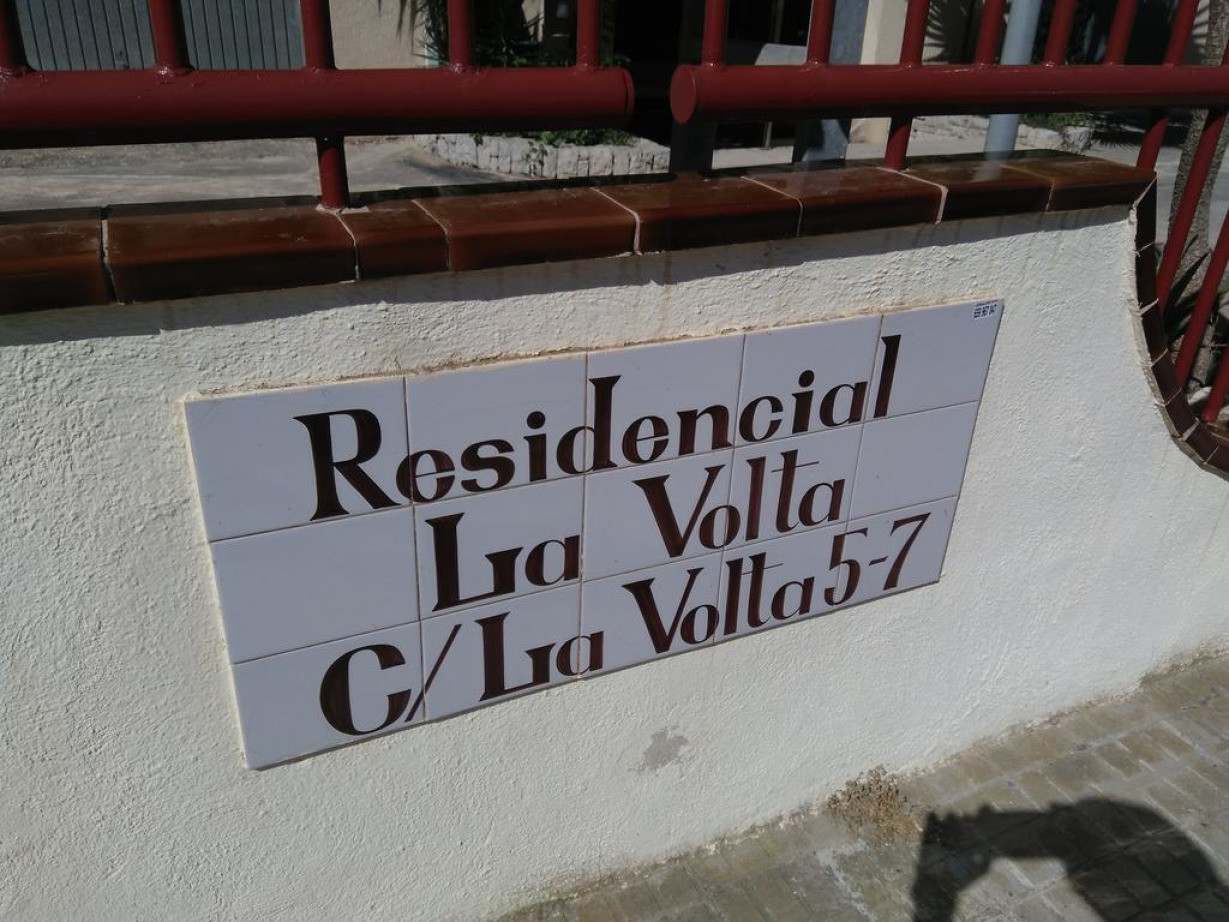 Residencial
La Volta
C/ La Volta 5-7